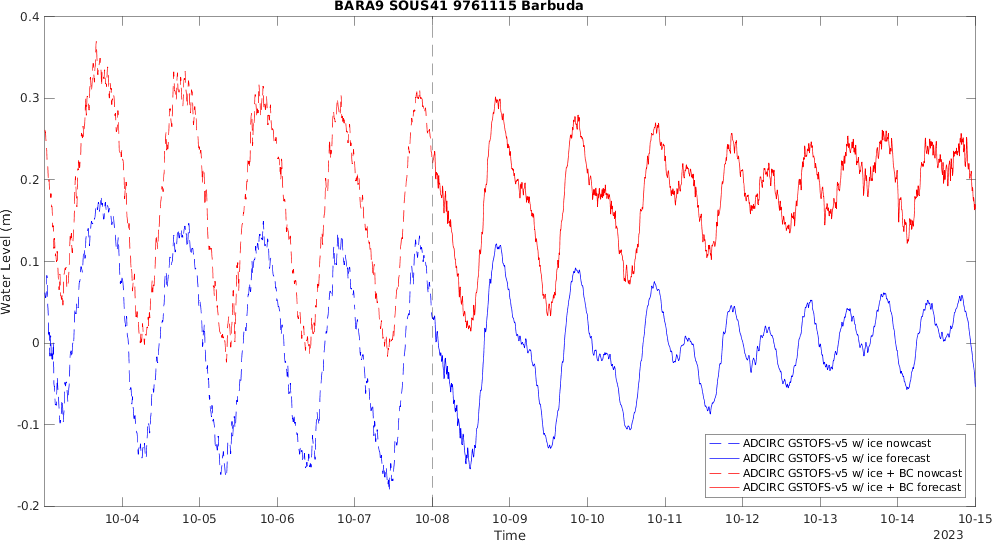 BARA9 SOUS41 9761115 Barbuda
0.4
0.3
0.2
0.1
0
-0.1
-0.2
Water Level (m)
10-04 10-05 10-06 10-07 10-08 10-09 10-10 10-11 10-12 10-13 10-14 10-15
Time
2023
ADCIRC GSTOFS-v5 w/ ice nowcast
ADCIRC GSTOFS-v5 w/ ice forecast
ADCIRC GSTOFS-v5 w/ ice + BC nowcast
ADCIRC GSTOFS-v5 w/ ice + BC forecast